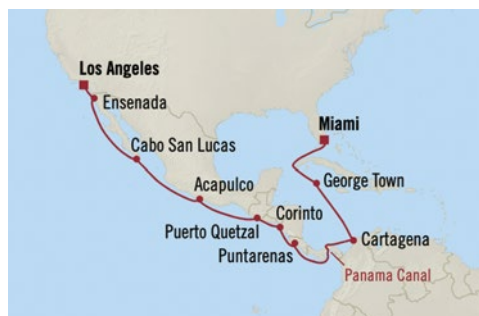 Los Angeles
Ensenada
Miami
Cabo San Lucas
George Town
Acapulco
Corinto
Puerto Quetzal
Cartagena
Puntarenas
Panama Canal